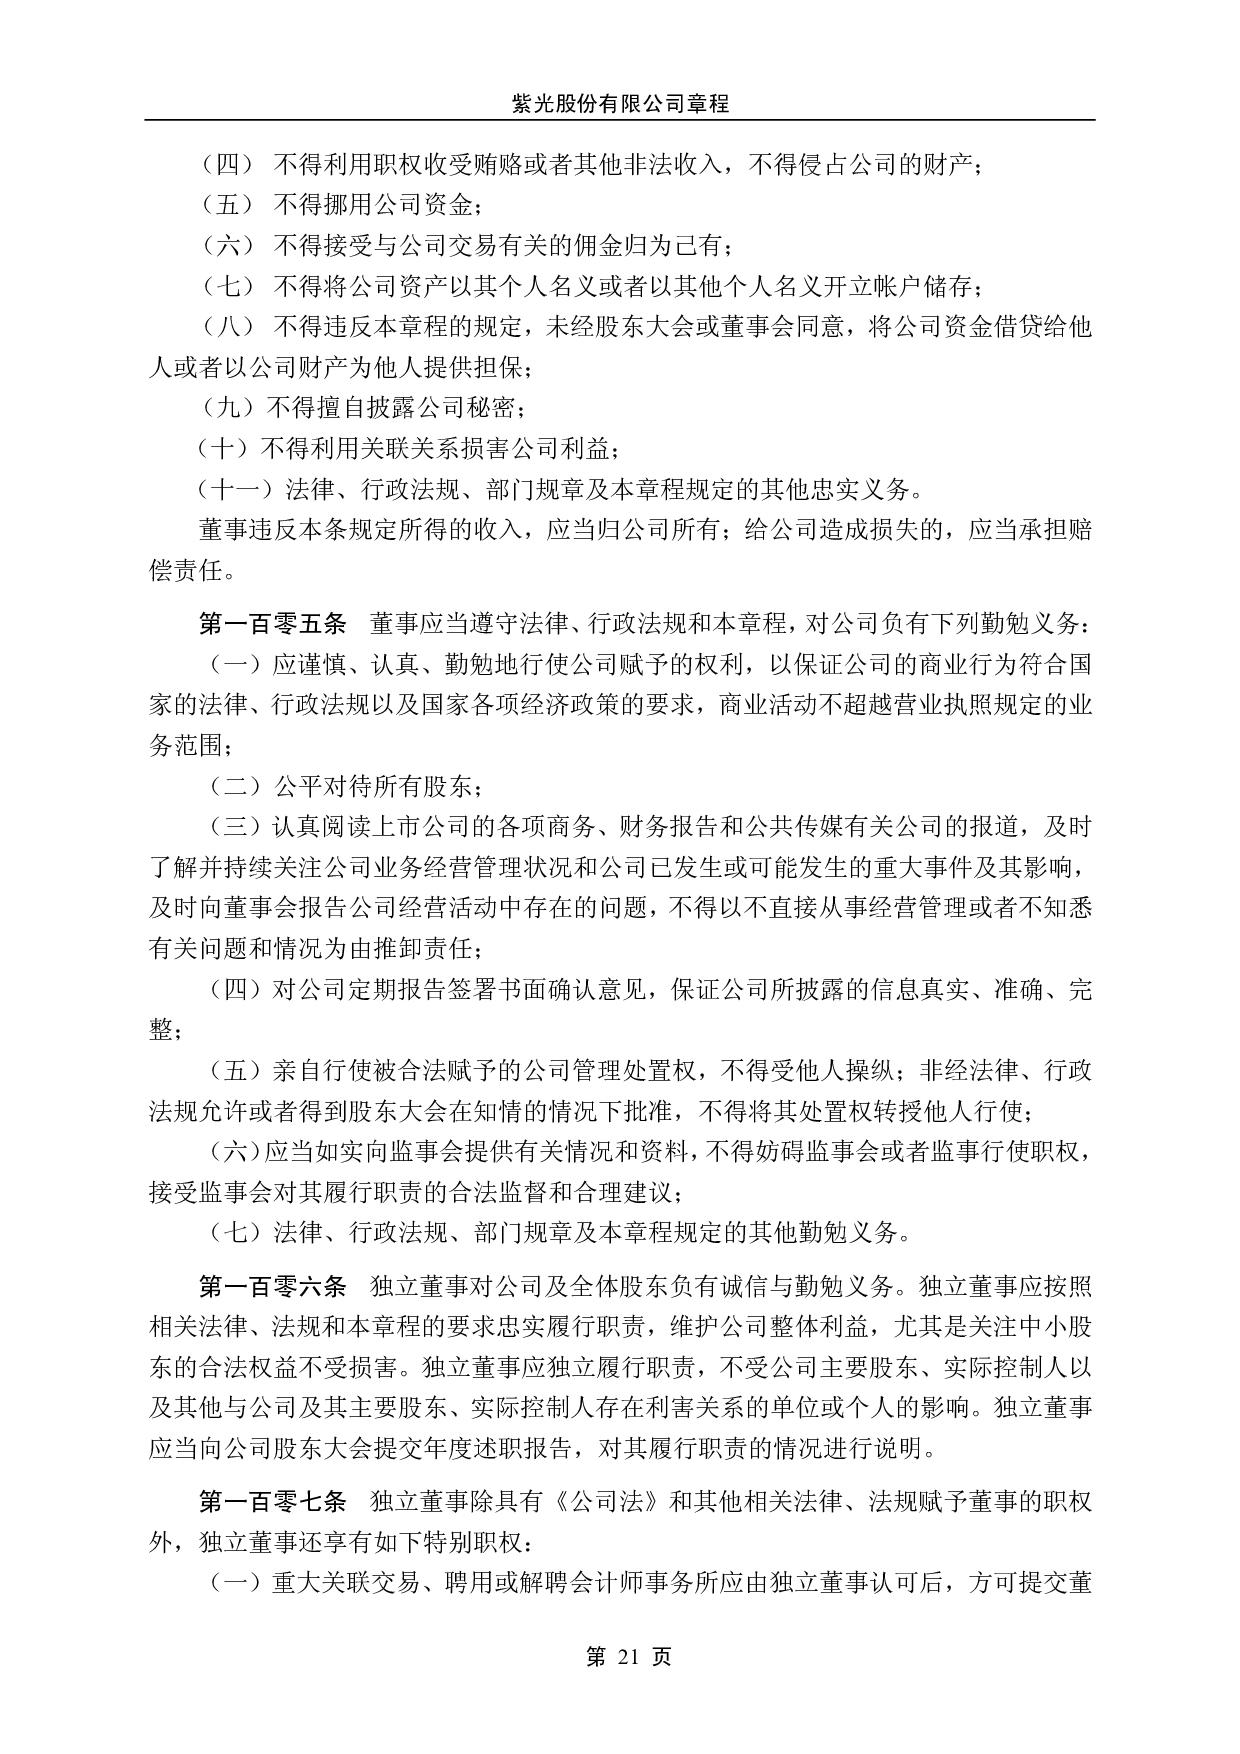 紫光股份有限公司章程
（四） 不得利用职权收受贿赂或者其他非法收入，不得侵占公司的财产；
（五） 不得挪用公司资金；
（六） 不得接受与公司交易有关的佣金归为己有；
（七） 不得将公司资产以其个人名义或者以其他个人名义开立帐户储存；
（八） 不得违反本章程的规定，未经股东大会或董事会同意，将公司资金借贷给他
人或者以公司财产为他人提供担保；
（九）不得擅自披露公司秘密；
（十）不得利用关联关系损害公司利益；
（十一）法律、行政法规、部门规章及本章程规定的其他忠实义务。
董事违反本条规定所得的收入，应当归公司所有；给公司造成损失的，应当承担赔
偿责任。
第一百零五条 董事应当遵守法律、行政法规和本章程，对公司负有下列勤勉义务：
（一）应谨慎、认真、勤勉地行使公司赋予的权利，以保证公司的商业行为符合国
家的法律、行政法规以及国家各项经济政策的要求，商业活动不超越营业执照规定的业
务范围；
（二）公平对待所有股东；
（三）认真阅读上市公司的各项商务、财务报告和公共传媒有关公司的报道，及时
了解并持续关注公司业务经营管理状况和公司已发生或可能发生的重大事件及其影响，
及时向董事会报告公司经营活动中存在的问题，不得以不直接从事经营管理或者不知悉
有关问题和情况为由推卸责任；
（四）对公司定期报告签署书面确认意见，保证公司所披露的信息真实、准确、完
整；
（五）亲自行使被合法赋予的公司管理处置权，不得受他人操纵；非经法律、行政
法规允许或者得到股东大会在知情的情况下批准，不得将其处置权转授他人行使；
（六）应当如实向监事会提供有关情况和资料，不得妨碍监事会或者监事行使职权，
接受监事会对其履行职责的合法监督和合理建议；
（七）法律、行政法规、部门规章及本章程规定的其他勤勉义务。
第一百零六条 独立董事对公司及全体股东负有诚信与勤勉义务。独立董事应按照
相关法律、法规和本章程的要求忠实履行职责，维护公司整体利益，尤其是关注中小股
东的合法权益不受损害。独立董事应独立履行职责，不受公司主要股东、实际控制人以
及其他与公司及其主要股东、实际控制人存在利害关系的单位或个人的影响。独立董事
应当向公司股东大会提交年度述职报告，对其履行职责的情况进行说明。
第一百零七条 独立董事除具有《公司法》和其他相关法律、法规赋予董事的职权
外，独立董事还享有如下特别职权：
（一）重大关联交易、聘用或解聘会计师事务所应由独立董事认可后，方可提交董
第 21 页